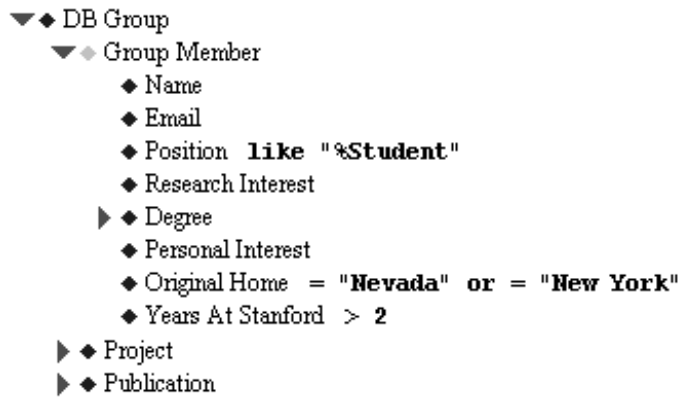 DB Group
Group Member
Name
Email
Position like "%Student"
Research Interest
Degree
Personal Interest
Original Home = "Nevada" or = "New York"
Years At Stanford > 2
Project
Publication